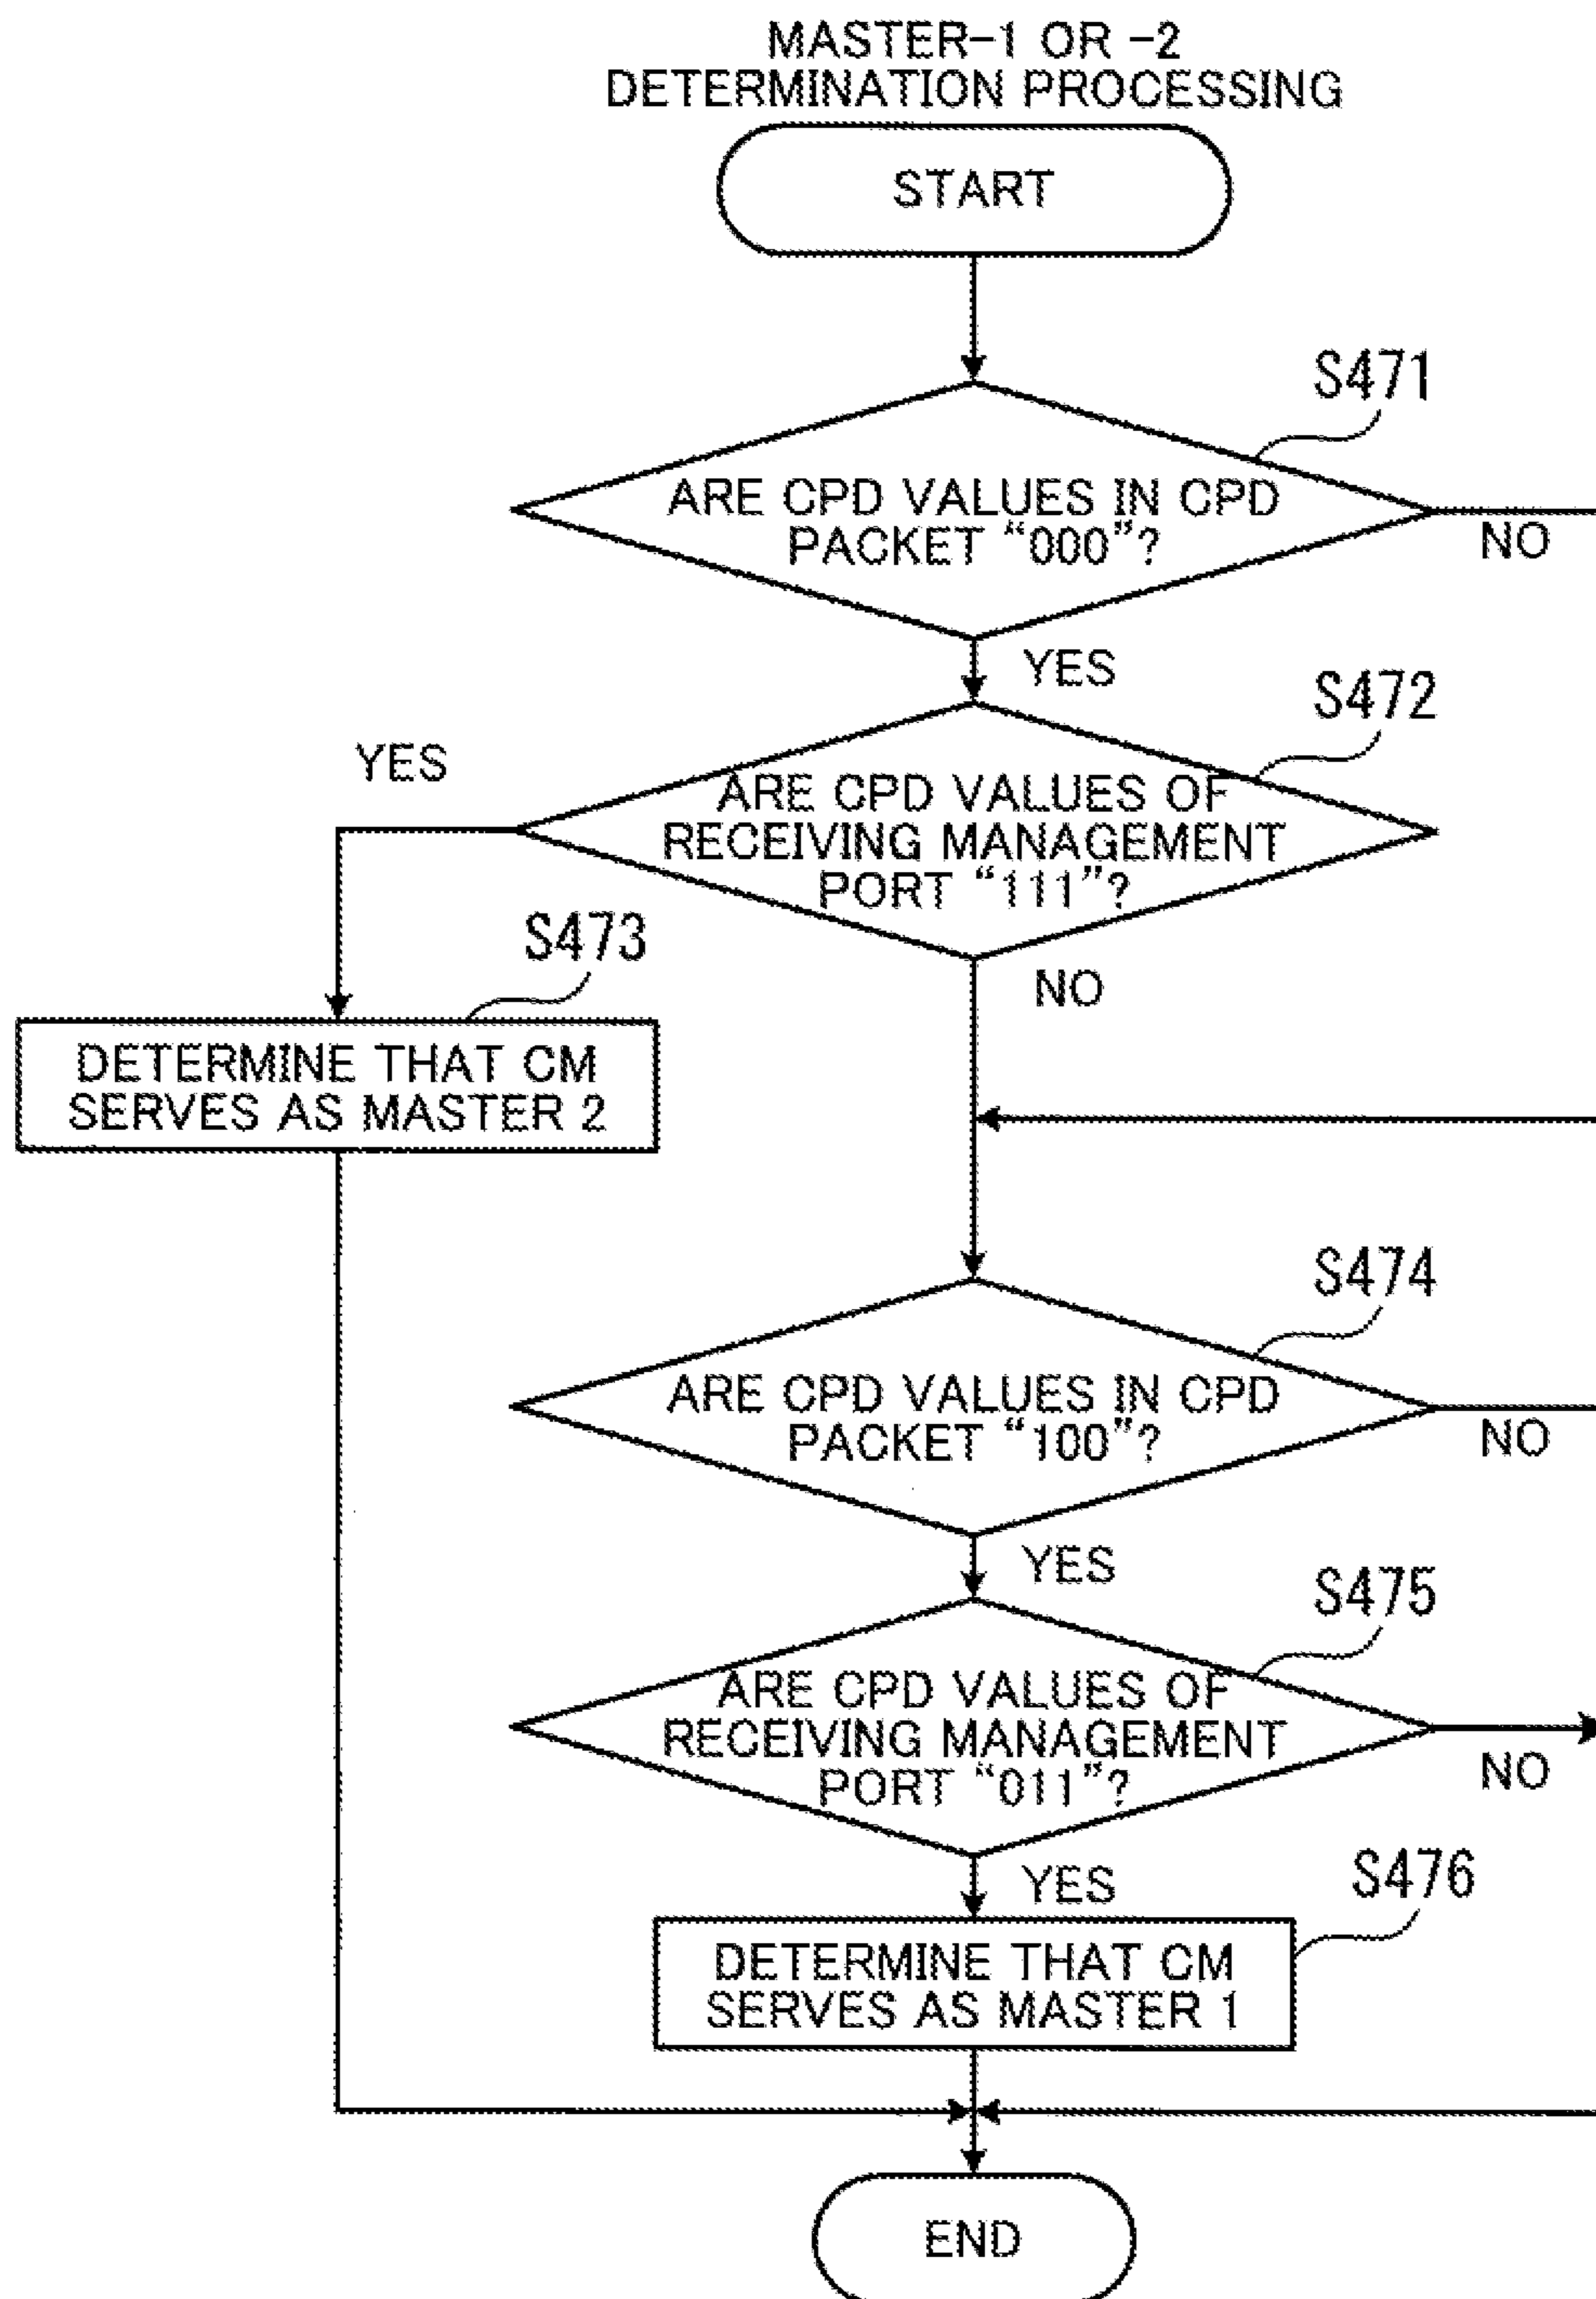 MASTER-1 OR -2
DETERMINATION PROCESSING
START
S471
ARE CPD VALUES IN CPD
PACKET “000”?
NO
YES
S472
YES
ARE CPD VALUES OF
RECEIVING MANAGEMENT
PORT “111”?
S473
NO
DETERMINE THAT CM
SERVES AS MASTER 2
S474
ARE CPD VALUES IN CPD
PACKET “100”?
NO
YES
S475
ARE CPD VALUES OF
RECEIVING MANAGEMENT
PORT “011”?
NO
YES
S476
DETERMINE THAT CM
SERVES AS MASTER 1
END